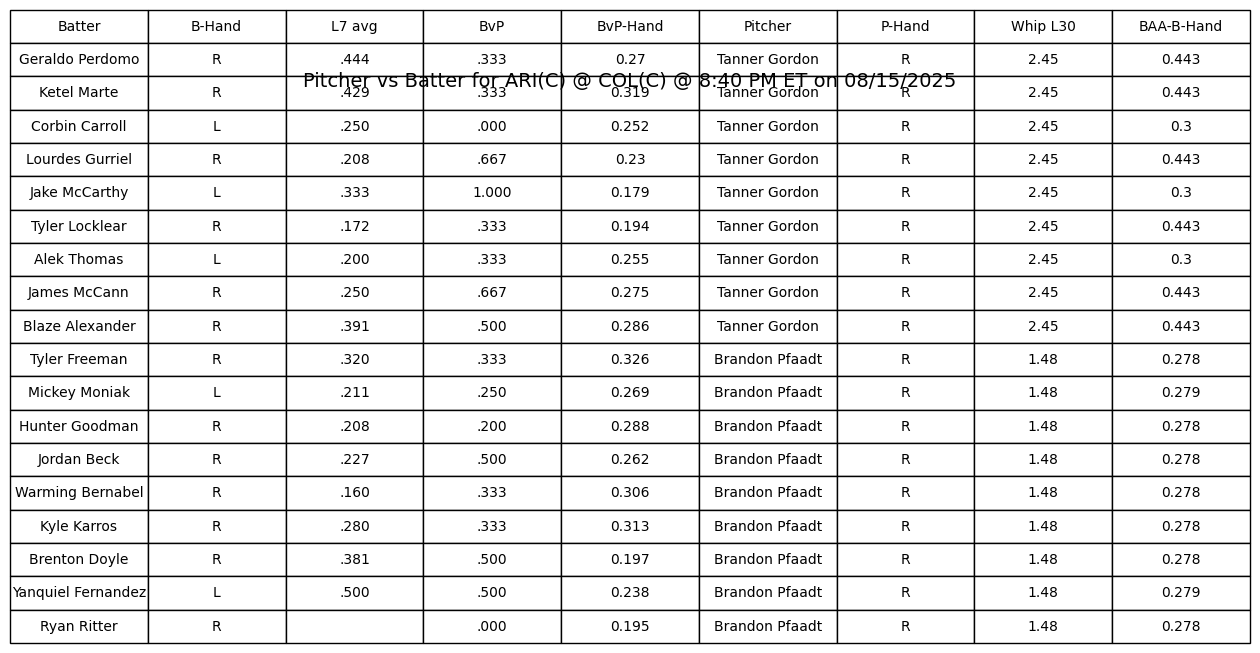 Batter B-Hand L7 avg BvP BvP-Hand Pitcher P-Hand Whip L30 BAA-B-Hand
Geraldo Perdomo R .444 .333 0.27 Tanner Gordon R 2.45 0.443
Pitcher vs Batter for ARI(C) @ COL(C) @ 8:40 PM ET on 08/15/2025
Ketel Marte R .429 .333 0.319 Tanner Gordon R 2.45 0.443
Corbin Carroll L .250 .000 0.252 Tanner Gordon R 2.45 0.3
Lourdes Gurriel R .208 .667 0.23 Tanner Gordon R 2.45 0.443
Jake McCarthy L .333 1.000 0.179 Tanner Gordon R 2.45 0.3
Tyler Locklear R .172 .333 0.194 Tanner Gordon R 2.45 0.443
Alek Thomas L .200 .333 0.255 Tanner Gordon R 2.45 0.3
James McCann R .250 .667 0.275 Tanner Gordon R 2.45 0.443
Blaze Alexander R .391 .500 0.286 Tanner Gordon R 2.45 0.443
Tyler Freeman R .320 .333 0.326 Brandon Pfaadt R 1.48 0.278
Mickey Moniak L .211 .250 0.269 Brandon Pfaadt R 1.48 0.279
Hunter Goodman R .208 .200 0.288 Brandon Pfaadt R 1.48 0.278
Jordan Beck R .227 .500 0.262 Brandon Pfaadt R 1.48 0.278
Warming Bernabel R .160 .333 0.306 Brandon Pfaadt R 1.48 0.278
Kyle Karros R .280 .333 0.313 Brandon Pfaadt R 1.48 0.278
Brenton Doyle R .381 .500 0.197 Brandon Pfaadt R 1.48 0.278
Yanquiel Fernandez L .500 .500 0.238 Brandon Pfaadt R 1.48 0.279
Ryan Ritter R .000 0.195 Brandon Pfaadt R 1.48 0.278